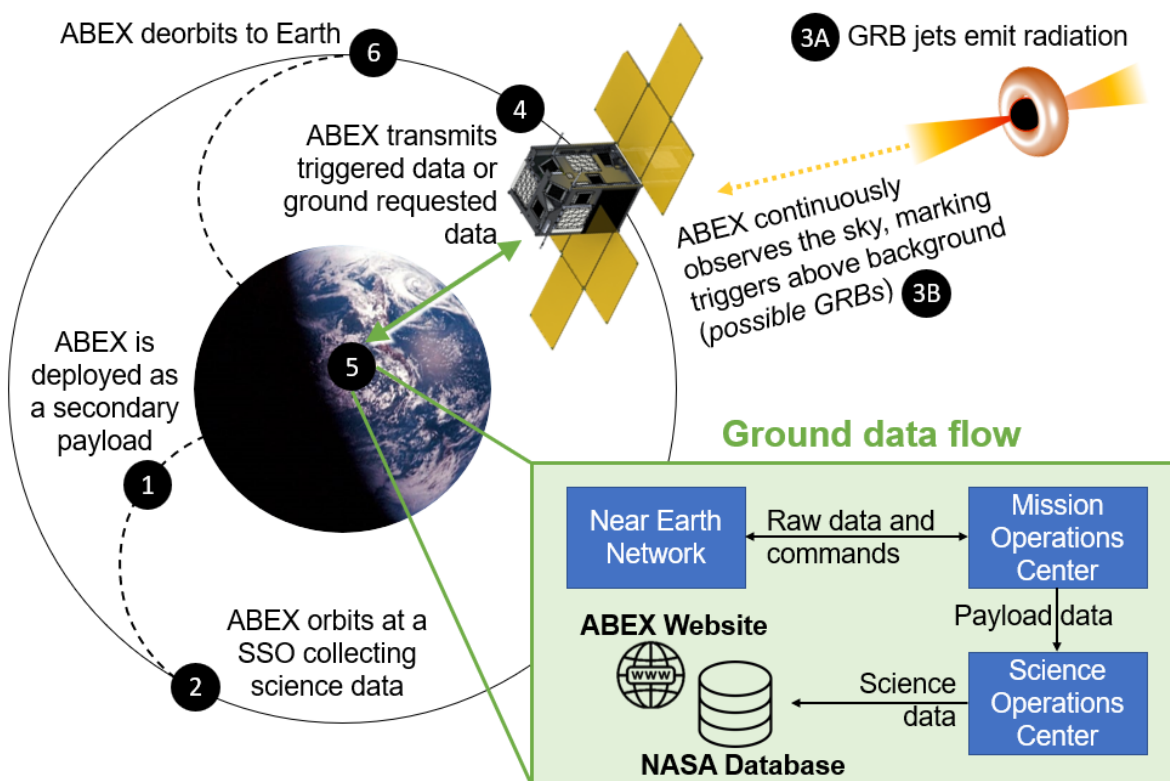 ABEX deorbits to Earth
6
3A GRB jets emit radiation
4
ABEX transmits
triggered data or
ground requested
data
ABEX continuously
observes the sky, marking
triggers above background
(possible GRBs) 3B
ABEX is
deployed as
a secondary
payload
1
5
2
ABEX orbits at a
SSO collecting
science data
Ground data flow
Near Earth
Network
Raw data and
commands
Mission
Operations
Center
Payload data
Science
Operations
Center
Science
data
ABEX Website
WWW
NASA Database